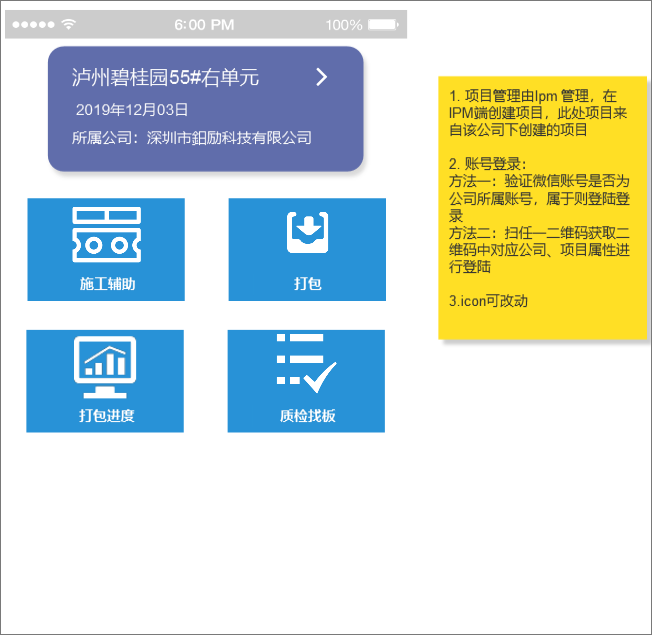 6:00 PM
100%
泸州碧桂园55#右单元
2019年12月03日
所属公司：深圳市鋁励科技有限公司
施工辅助
打包
打包进度
质检找板
1. 项目管理由Ipm 管理，在
IPM端创建项目，此处项目来
自该公司下创建的项目
2. 账号登录：
方法一：验证微信账号是否为
公司所属账号，属于则登陆登
录
方法二：扫任一二维码获取二
维码中对应公司、项目属性进
行登陆
3.icon可改动